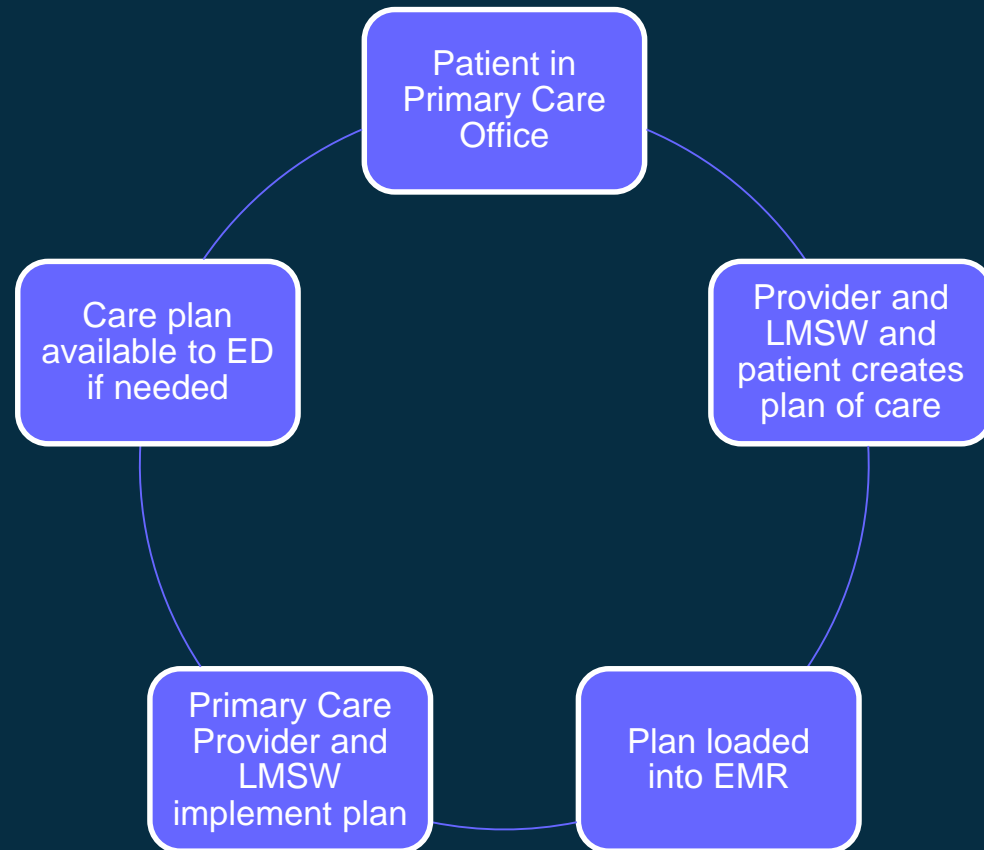 Patient in
Primary Care
Office
Provider and
LMSW and
patient creates
plan of care
Plan loaded
into EMR
Primary Care
Provider and
LMSW
implement plan
Care plan
available to ED
if needed